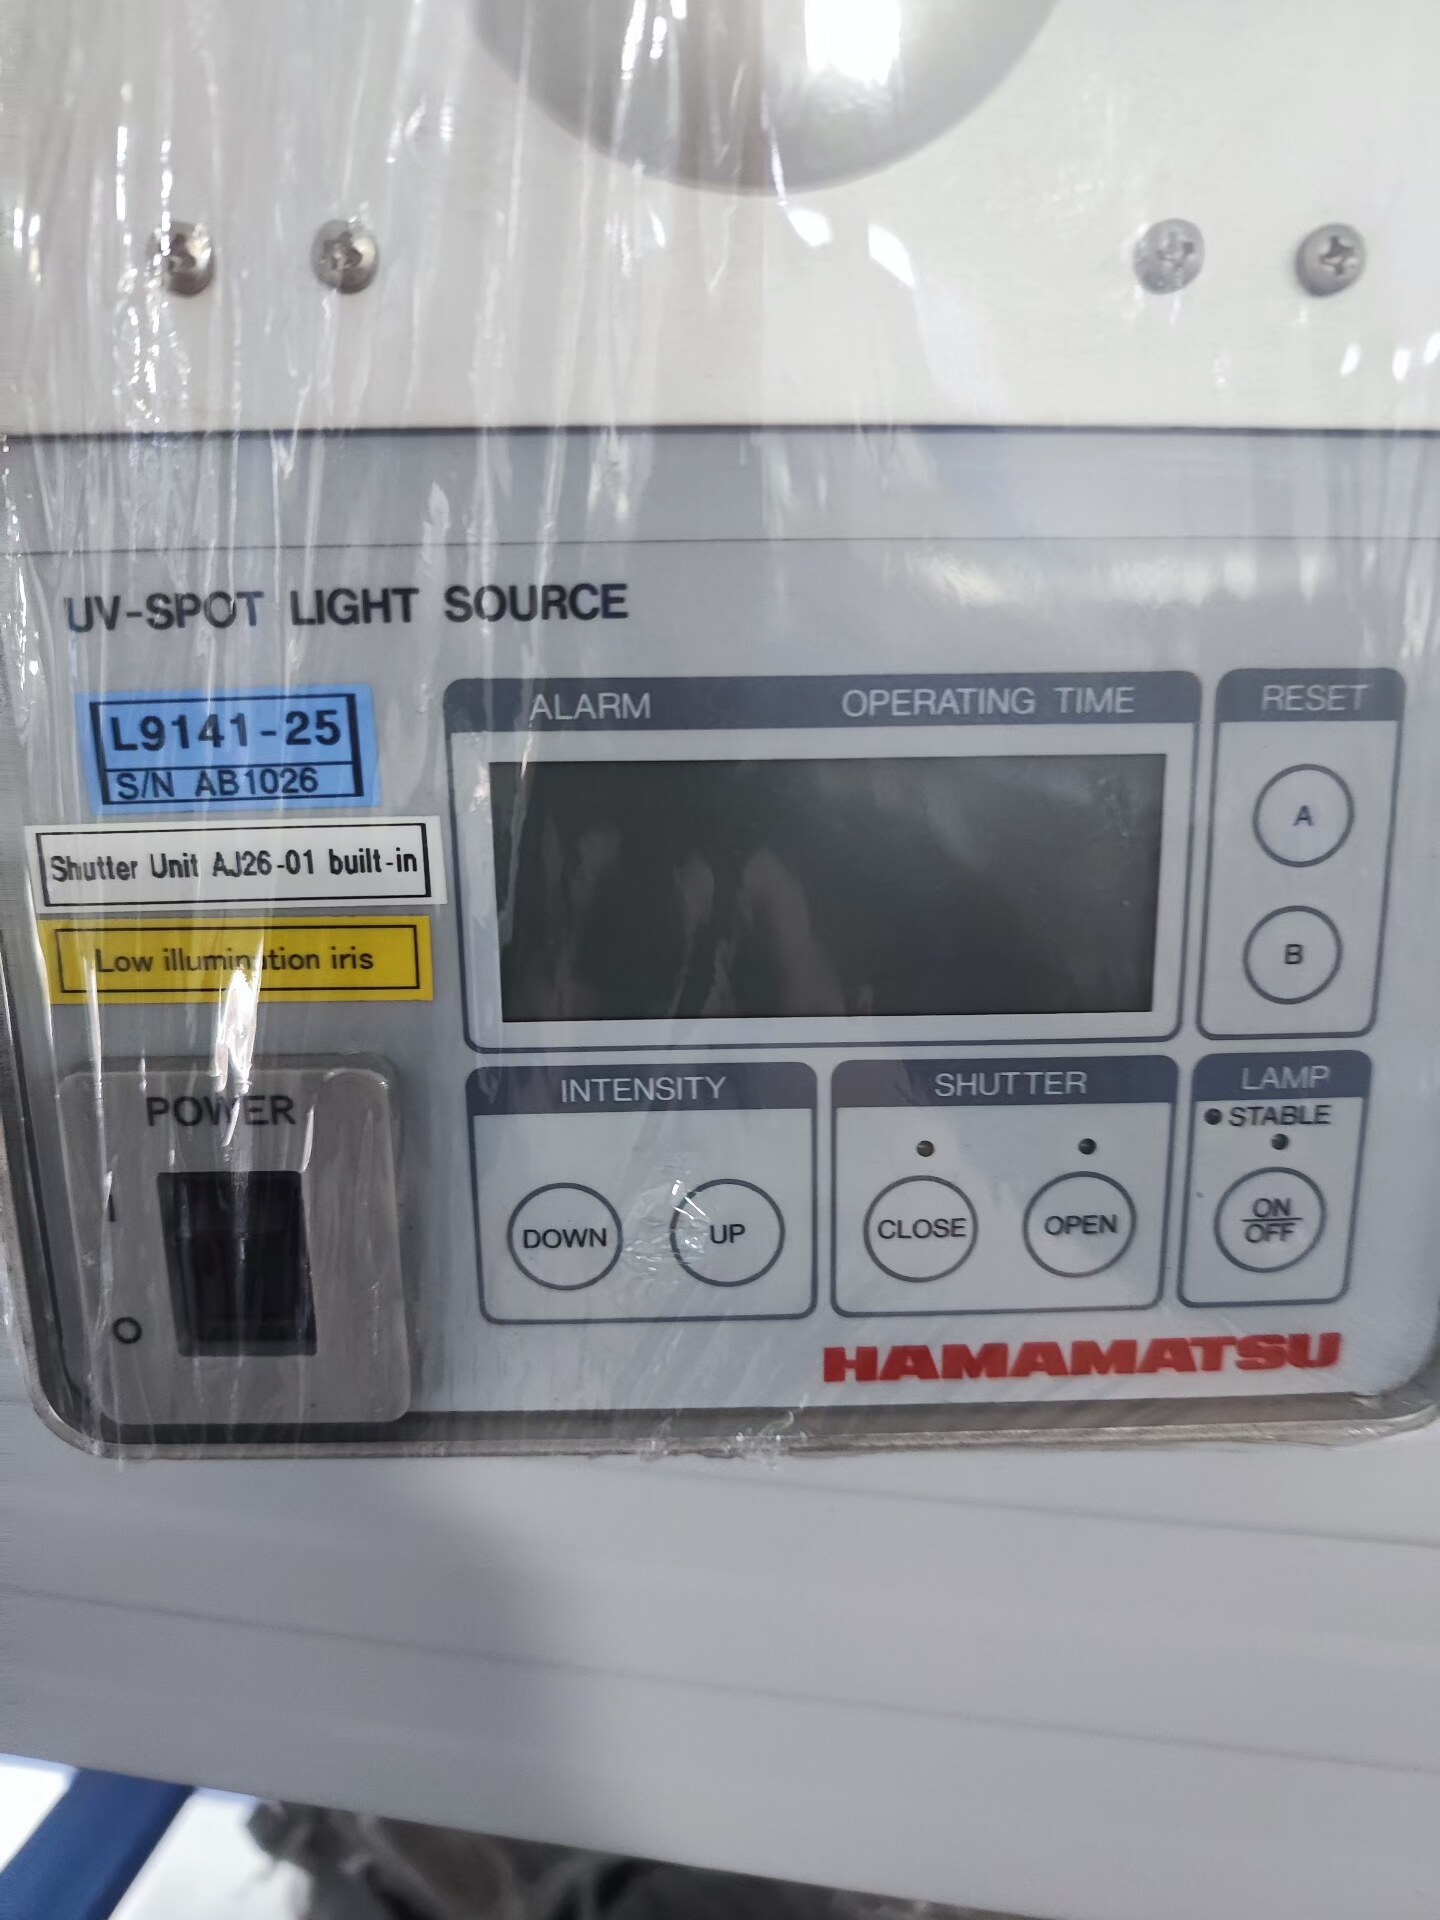 UV-SPOT LIGHT SOURCE
L9141-25
S/N AB1026
Shutter Unit AJ26-01 built-in
Low illumination iris
ALARM OPERATING TIME
RESET
A
B
POWER
I
O
INTENSITY
DOWN UP
SHUTTER
CLOSE OPEN
LAMP
STABLE
ON
OFF
HAMAMATSU